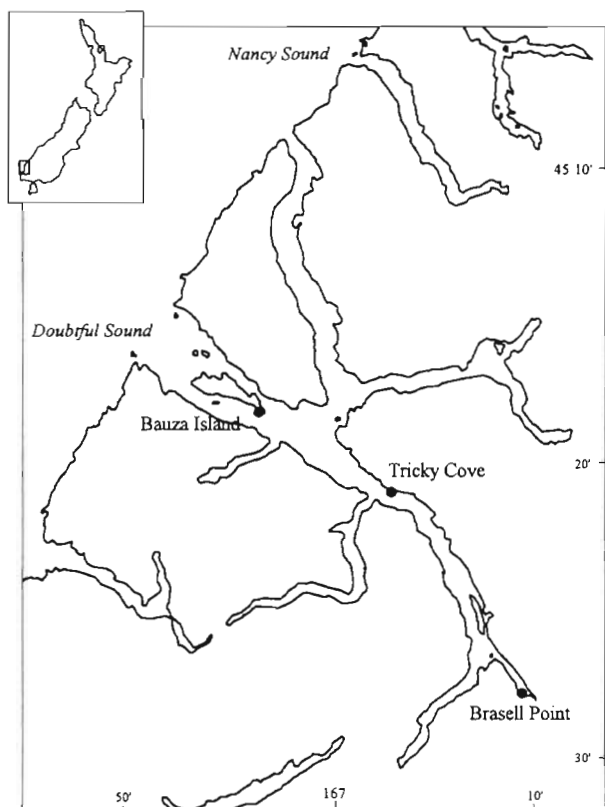 Nancy Sound
45 10'
Doubtful Sound
Bauza Island
Tricky Cove
20'
Brasell Point
30'
50'
167
10'